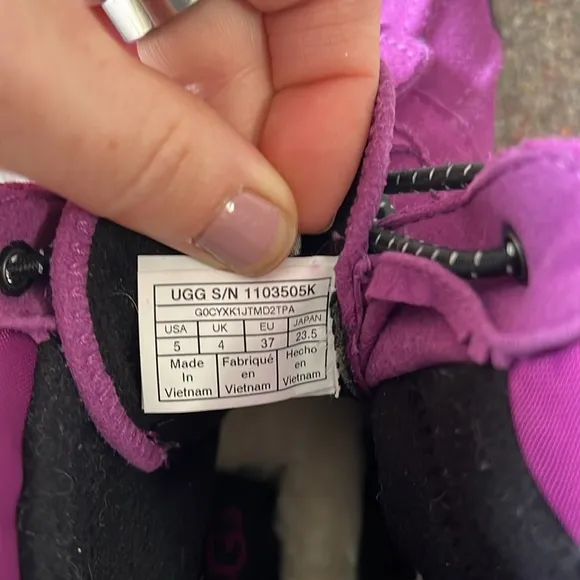 UGG S/N 1103505K
G0CYXK1JTMD2TPA
USA UK EU JAPAN
5 4 37 23.5
Made In Vietnam
Fabriqué en Vietnam
Hecho en Vietnam